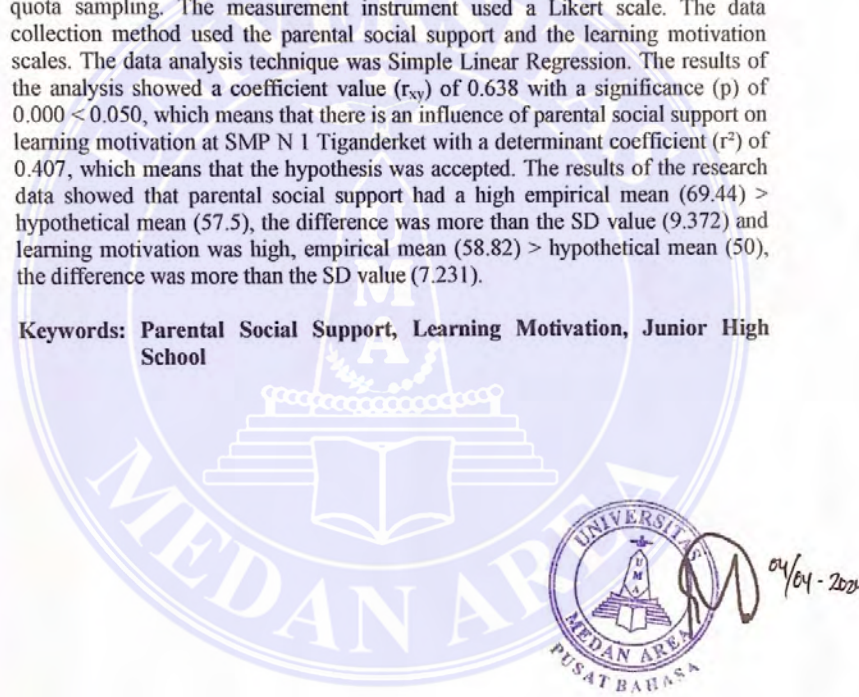 quota sampling. The measurement instrument used a Likert scale. The data
collection method used the parental social support and the learning motivation
scales. The data analysis technique was Simple Linear Regression. The results of
the analysis showed a coefficient value (rxy) of 0.638 with a significance (p) of
0.000 < 0.050, which means that there is an influence of parental social support on
learning motivation at SMP N 1 Tiganderket with a determinant coefficient (r²) of
0.407, which means that the hypothesis was accepted. The results of the research
data showed that parental social support had a high empirical mean (69.44) >
hypothetical mean (57.5), the difference was more than the SD value (9.372) and
learning motivation was high, empirical mean (58.82) > hypothetical mean (50),
the difference was more than the SD value (7.231).
Keywords: Parental Social Support, Learning Motivation, Junior High
School
UMA
MEDAN AREA
UNIVERSITAS
UMA
MEDAN AREA
PUSAT BAHASA
04/04-